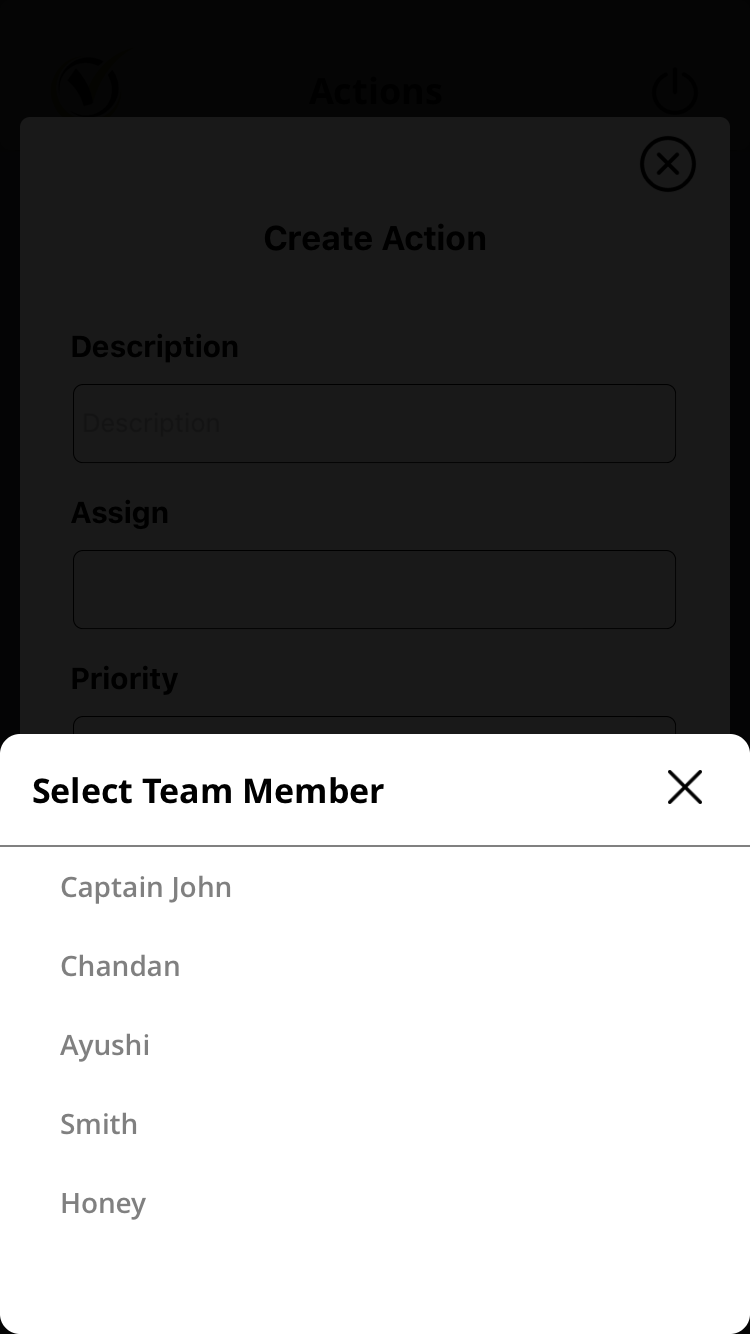 Actions
Create Action
Description
Description
Assign
Priority
Select Team Member
Captain John
Chandan
Ayushi
Smith
Honey